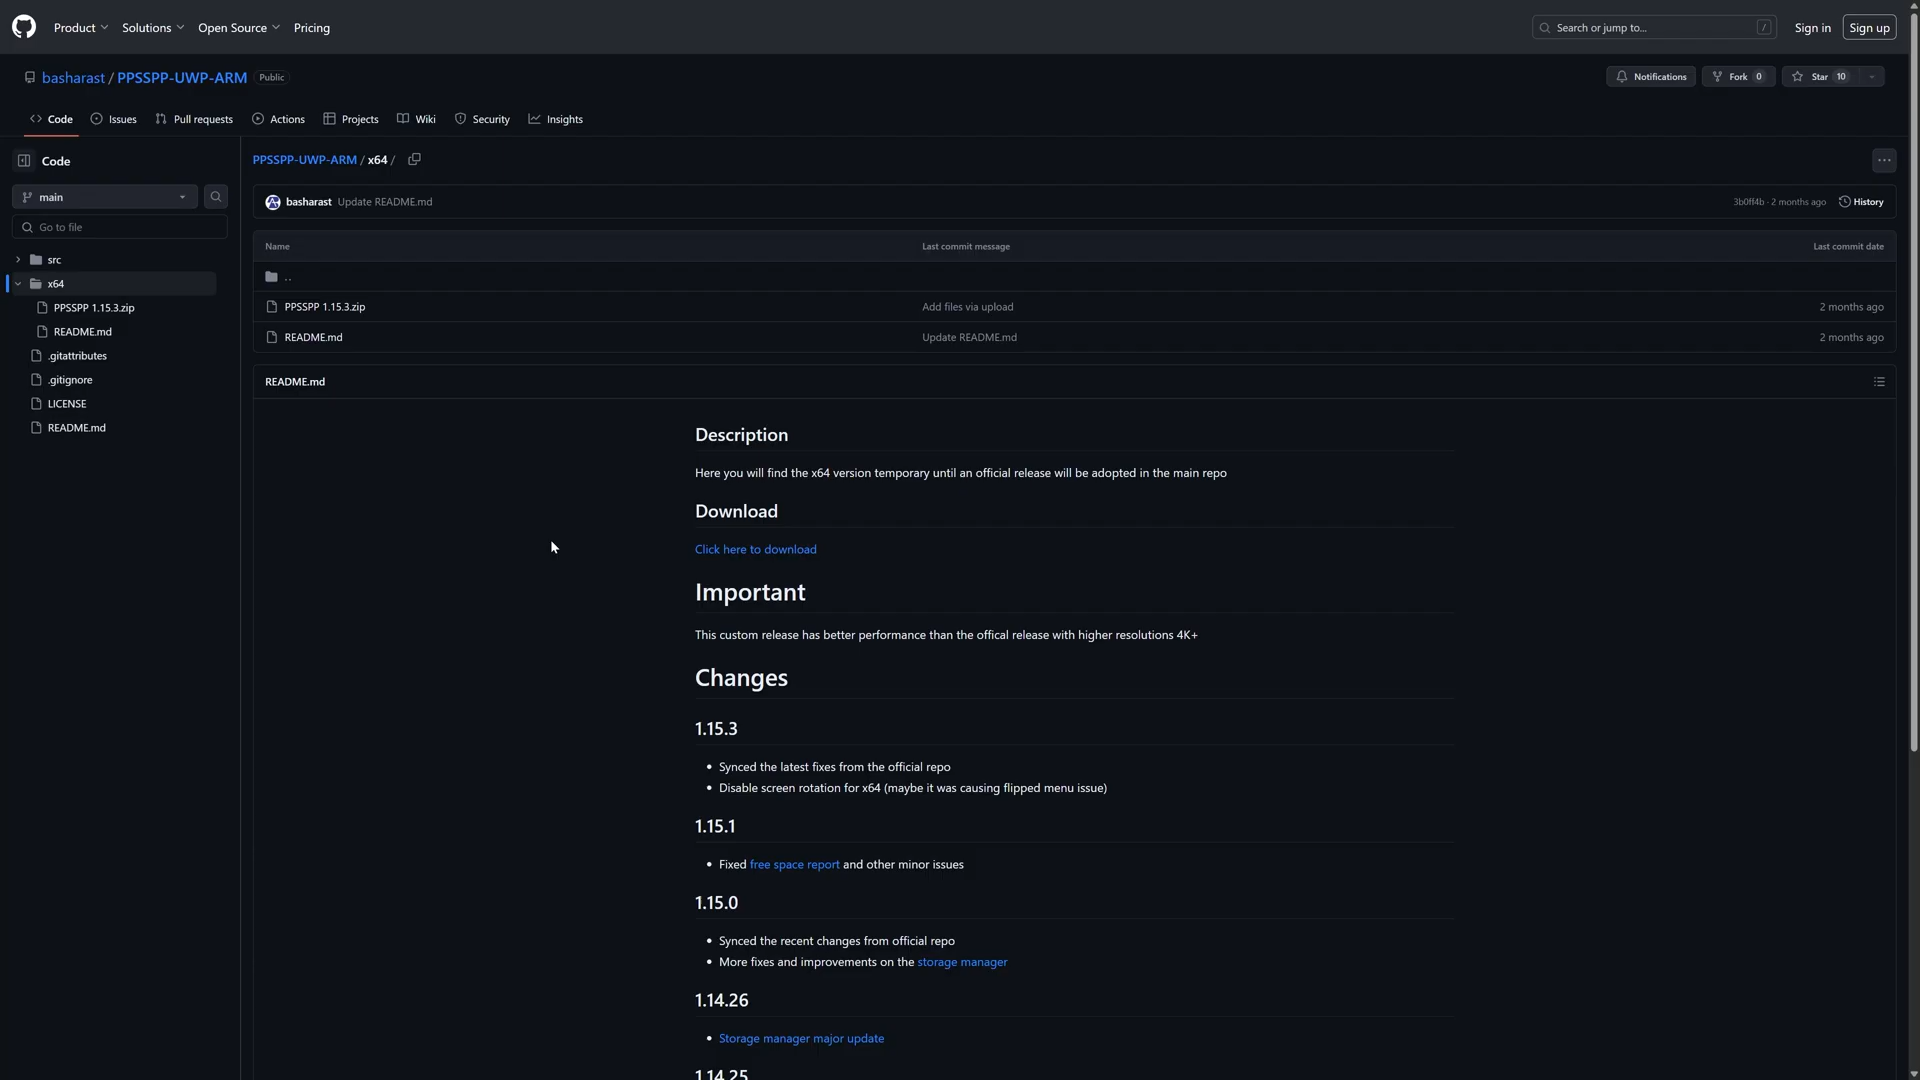 Product Solutions Open Source Pricing Search or jump to... / Sign in Sign up
basharast / PPSSPP-UWP-ARM Public Notifications Fork 0 Star 10
Code Issues Pull requests Actions Projects Wiki Security Insights
Code
main
Go to file
src
x64
PPSSPP 1.15.3.zip
README.md
.gitattributes
.gitignore
LICENSE
README.md
PPSSPP-UWP-ARM / x64 /
basharast Update README.md 3b0ff4b · 2 months ago History
Name Last commit message Last commit date
..
PPSSPP 1.15.3.zip Add files via upload 2 months ago
README.md Update README.md 2 months ago
README.md
Description
Here you will find the x64 version temporary until an official release will be adopted in the main repo
Download
Click here to download
Important
This custom release has better performance than the offical release with higher resolutions 4K+
Changes
1.15.3
• Synced the latest fixes from the official repo
• Disable screen rotation for x64 (maybe it was causing flipped menu issue)
1.15.1
• Fixed free space report and other minor issues
1.15.0
• Synced the recent changes from official repo
• More fixes and improvements on the storage manager
1.14.26
• Storage manager major update
1.14.25